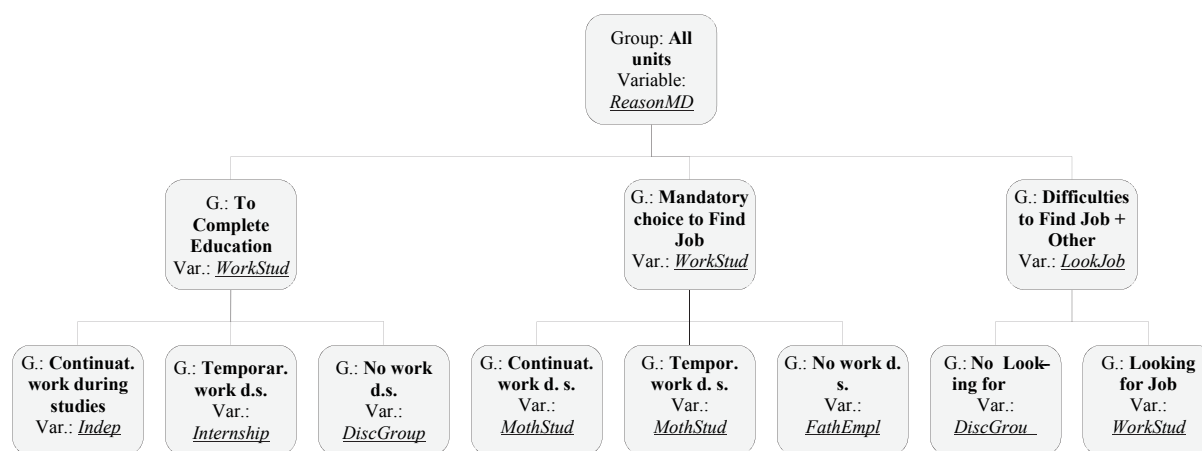 Group: All
units
Variable:
ReasonMD
G.: To
Complete
Education
Var.: WorkStud
G.: Mandatory
choice to Find
Job
Var.: WorkStud
G.: Difficulties
to Find Job +
Other
Var.: LookJob
G.: Continuat.
work during
studies
Var.: Indep
G.: Temporar.
work d.s.
Var.:
Internship
G.: No work
d.s.
Var.:
DiscGroup
G.: Continuat.
work d. s.
Var.:
MothStud
G.: Tempor.
work d. s.
Var.:
MothStud
G.: No work d.
s.
Var.:
FathEmpl
G.: No Look-
ing for
Var.:
DiscGrou
G.: Looking
for Job
Var.:
WorkStud